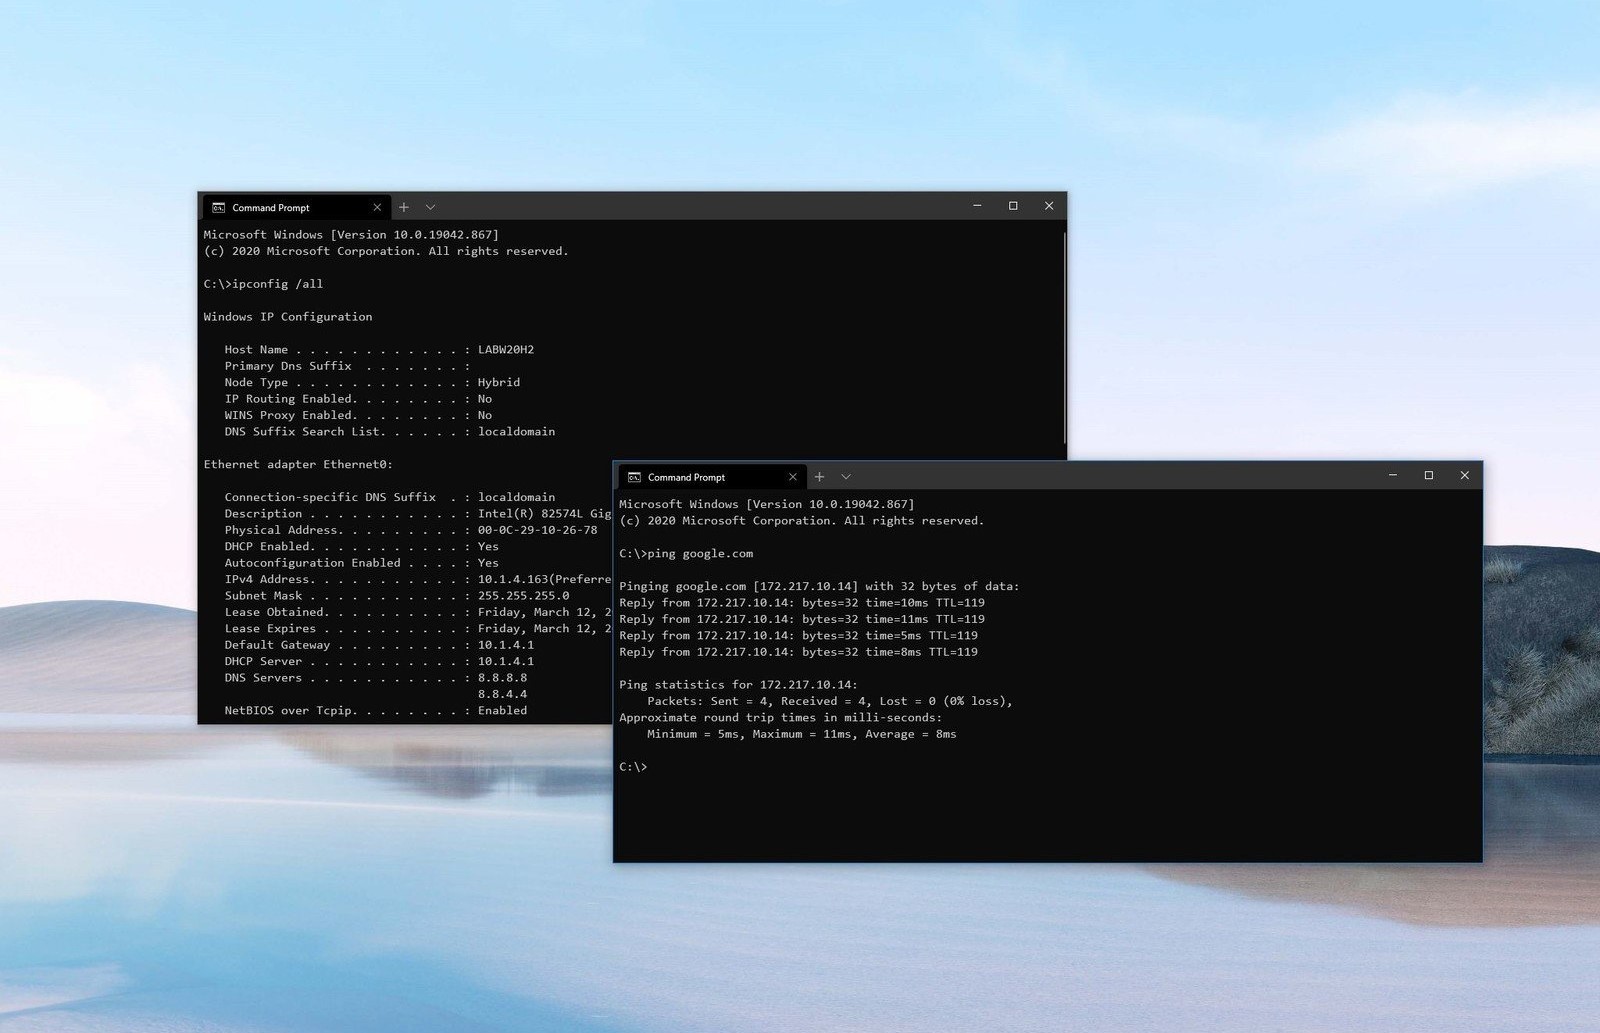 Command Prompt
Microsoft Windows [Version 10.0.19042.867]
(c) 2020 Microsoft Corporation. All rights reserved.
C:\>ipconfig /all
Windows IP Configuration
Host Name . . . . . . . . . . . . : LABW20H2
Primary Dns Suffix  . . . . . . . :
Node Type . . . . . . . . . . . . : Hybrid
IP Routing Enabled. . . . . . . . : No
WINS Proxy Enabled. . . . . . . . : No
DNS Suffix Search List. . . . . . : localdomain
Ethernet adapter Ethernet0:
Connection-specific DNS Suffix  . : localdomain
Description . . . . . . . . . . . : Intel(R) 82574L Gig
Physical Address. . . . . . . . . : 00-0C-29-10-26-78
DHCP Enabled. . . . . . . . . . . : Yes
Autoconfiguration Enabled . . . . : Yes
IPv4 Address. . . . . . . . . . . : 10.1.4.163(Preferre
Subnet Mask . . . . . . . . . . . : 255.255.255.0
Lease Obtained. . . . . . . . . . : Friday, March 12, 2
Lease Expires . . . . . . . . . . : Friday, March 12, 2
Default Gateway . . . . . . . . . : 10.1.4.1
DHCP Server . . . . . . . . . . . : 10.1.4.1
DNS Servers . . . . . . . . . . . : 8.8.8.8
8.8.4.4
NetBIOS over Tcpip. . . . . . . . : Enabled
Command Prompt
Microsoft Windows [Version 10.0.19042.867]
(c) 2020 Microsoft Corporation. All rights reserved.
C:\>ping google.com
Pinging google.com [172.217.10.14] with 32 bytes of data:
Reply from 172.217.10.14: bytes=32 time=10ms TTL=119
Reply from 172.217.10.14: bytes=32 time=11ms TTL=119
Reply from 172.217.10.14: bytes=32 time=5ms TTL=119
Reply from 172.217.10.14: bytes=32 time=8ms TTL=119
Ping statistics for 172.217.10.14:
Packets: Sent = 4, Received = 4, Lost = 0 (0% loss),
Approximate round trip times in milli-seconds:
Minimum = 5ms, Maximum = 11ms, Average = 8ms
C:\>